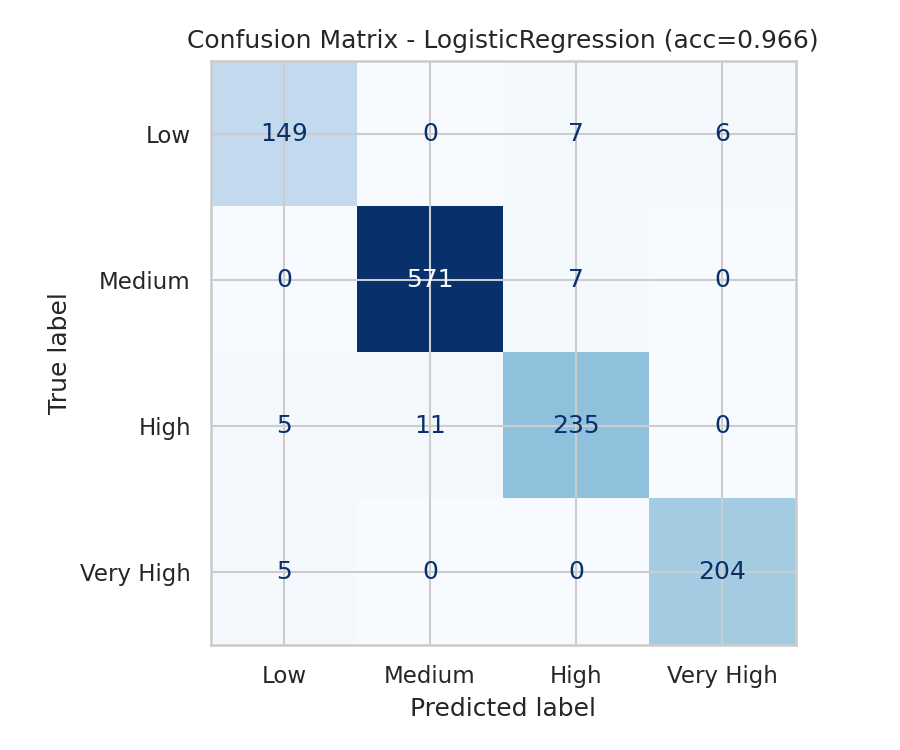 Confusion Matrix - LogisticRegression (acc=0.966)
Low 149 0 7 6
Medium 0 571 7 0
True label
High 5 11 235 0
Very High 5 0 0 204
Low Medium High Very High
Predicted label